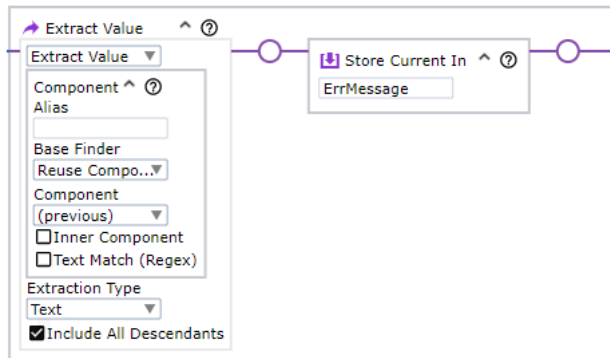 Extract Value
Extract Value
Component
Alias
Base Finder
Reuse Compo...
Component
(previous)
Inner Component
Text Match (Regex)
Extraction Type
Text
Include All Descendants
Store Current In
ErrMessage